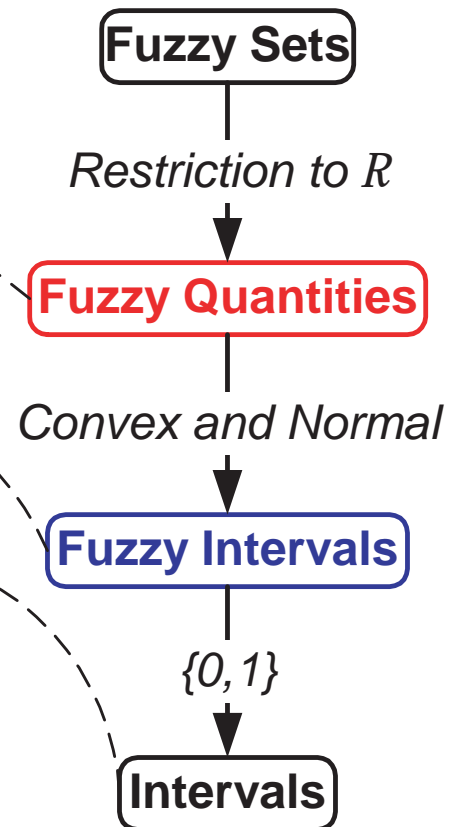 Fuzzy Sets
Restriction to R
Fuzzy Quantities
Convex and Normal
Fuzzy Intervals
{0,1}
Intervals